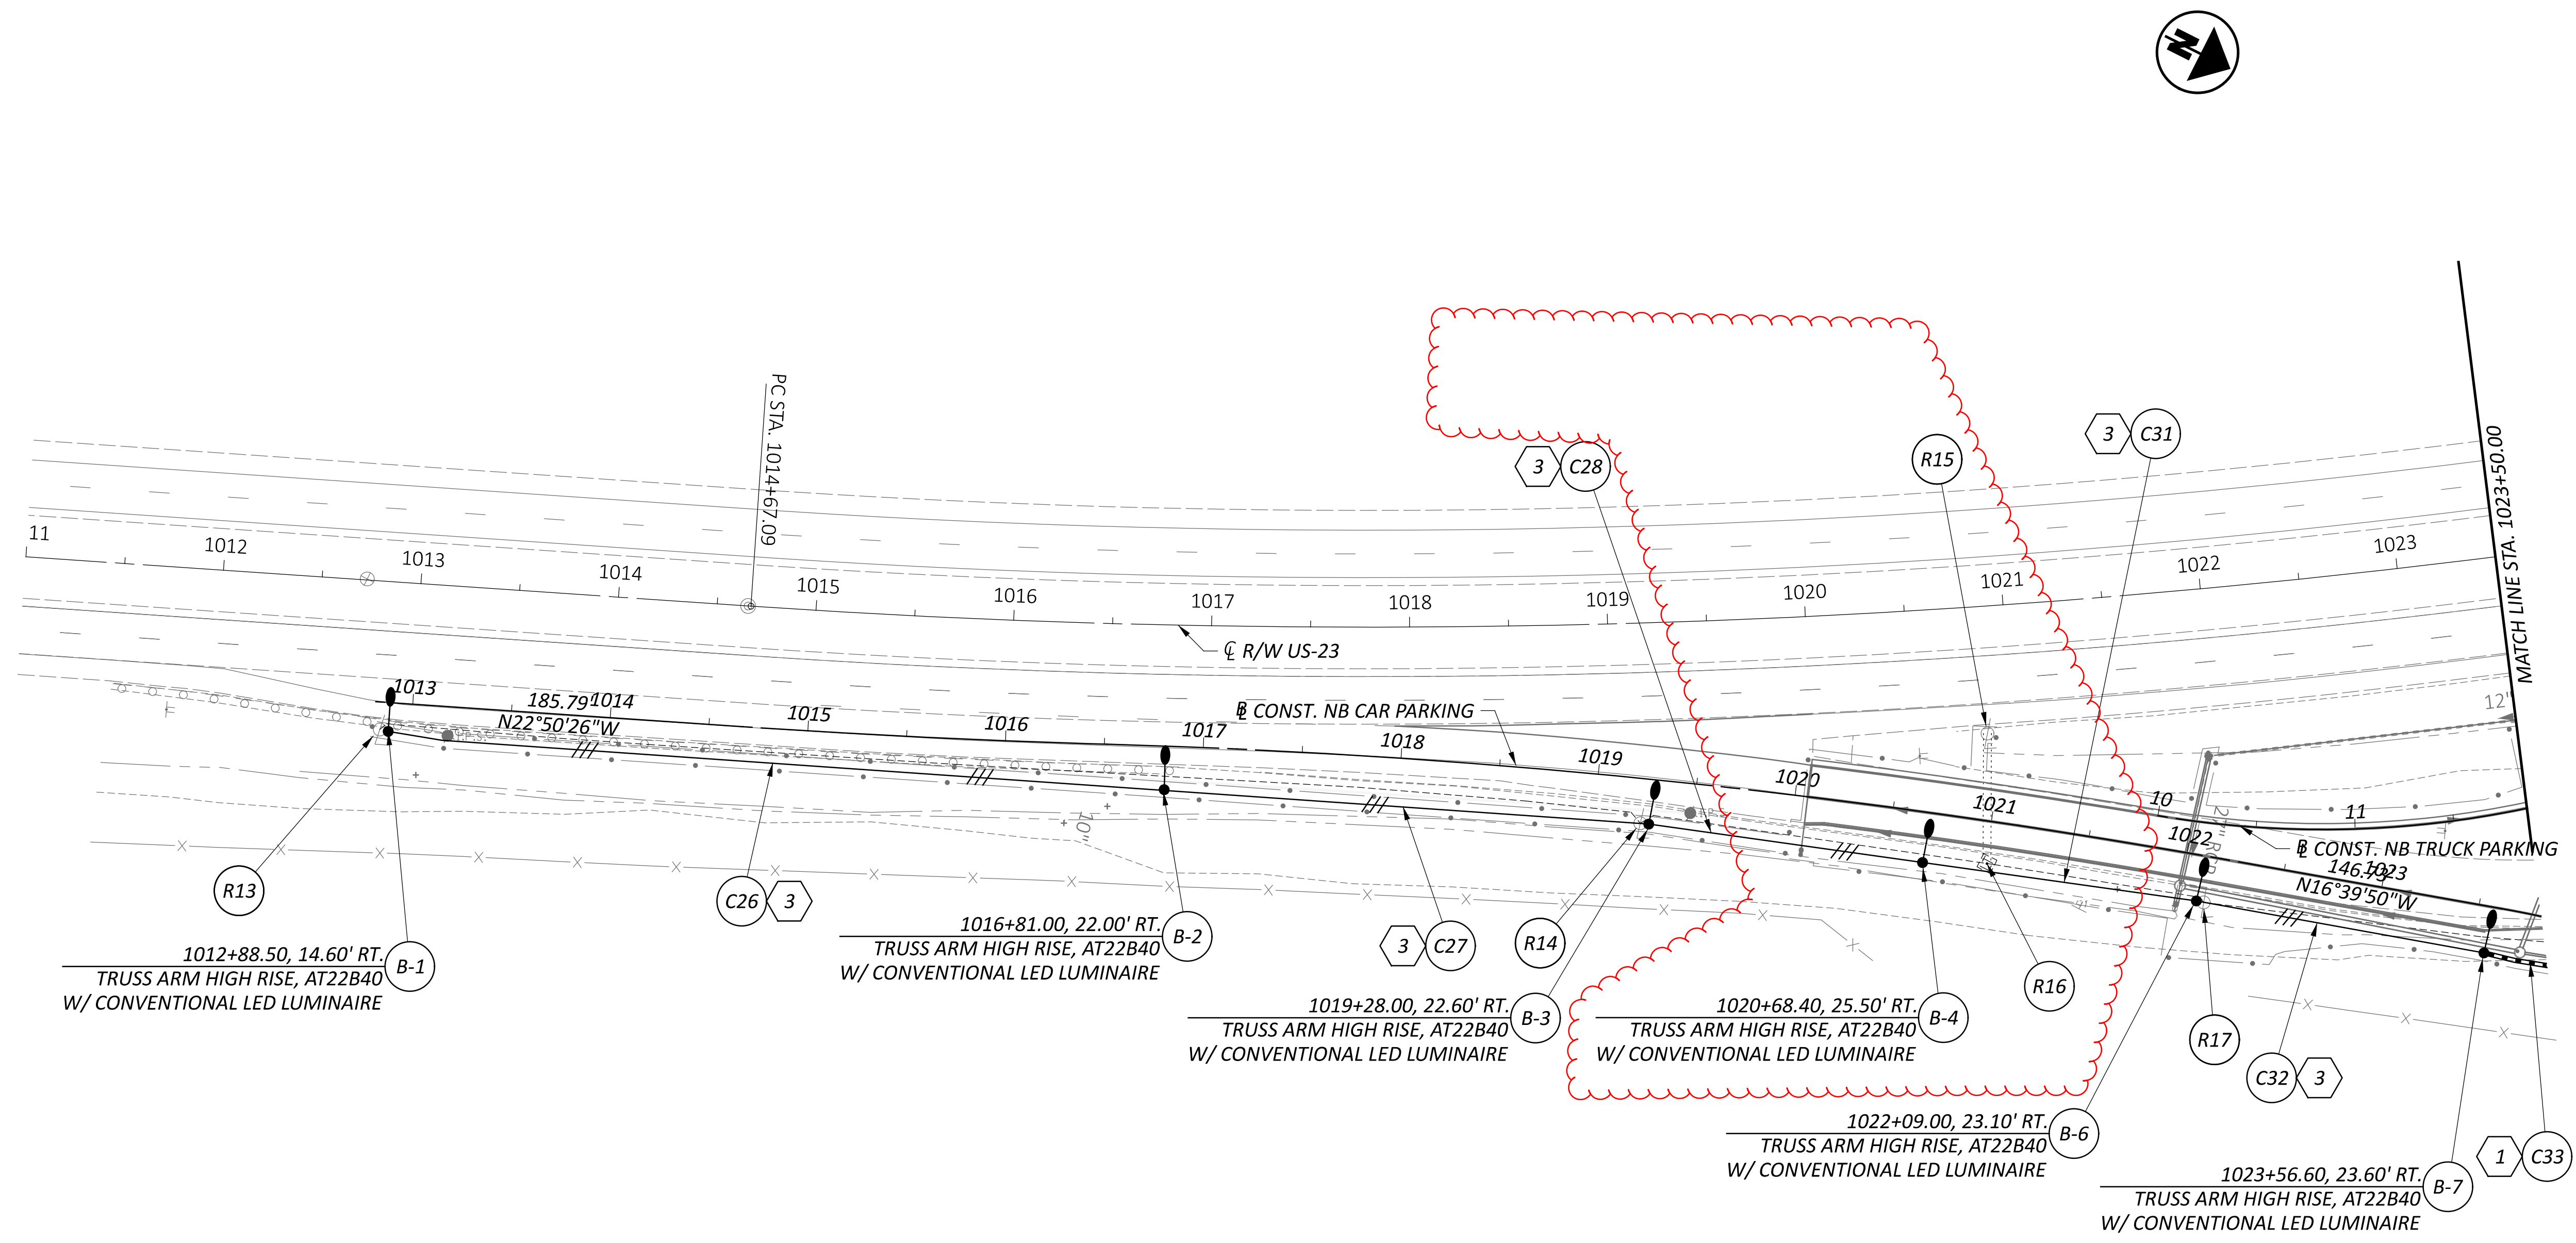 N
PC STA. 1014+67.09
MATCH LINE STA. 1023+50.00
3
C28
R15
3
C31
11
1012
1013
1014
1015
1016
1017
1018
1019
1020
1021
1022
1023
℄ R/W US-23
1013
185.79'
1014
N22°50'26"W
1015
1016
1017
BL CONST. NB CAR PARKING
1018
1019
1020
1021
10
1022
11
12"
BL CONST. NB TRUCK PARKING
146.73'
1023
N16°39'50"W
10"
R13
C26
3
3
C27
R14
R16
R17
C32
3
1
C33
1012+88.50, 14.60' RT.
TRUSS ARM HIGH RISE, AT22B40
W/ CONVENTIONAL LED LUMINAIRE
B-1
1016+81.00, 22.00' RT.
TRUSS ARM HIGH RISE, AT22B40
W/ CONVENTIONAL LED LUMINAIRE
B-2
1019+28.00, 22.60' RT.
TRUSS ARM HIGH RISE, AT22B40
W/ CONVENTIONAL LED LUMINAIRE
B-3
1020+68.40, 25.50' RT.
TRUSS ARM HIGH RISE, AT22B40
W/ CONVENTIONAL LED LUMINAIRE
B-4
1022+09.00, 23.10' RT.
TRUSS ARM HIGH RISE, AT22B40
W/ CONVENTIONAL LED LUMINAIRE
B-6
1023+56.60, 23.60' RT.
TRUSS ARM HIGH RISE, AT22B40
W/ CONVENTIONAL LED LUMINAIRE
B-7